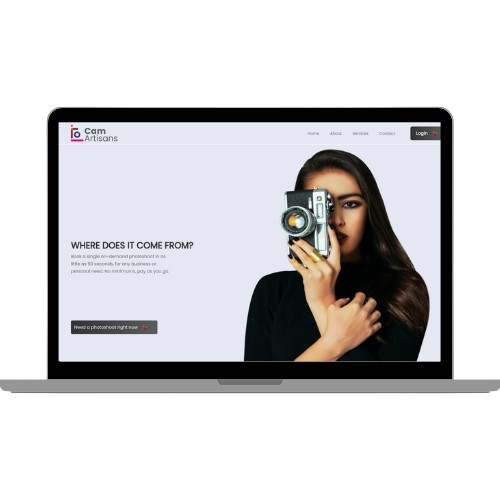 Cam
Artisans
Home About Services Contact Login
WHERE DOES IT COME FROM?
Book a single on-demand photoshoot in as
little as 60 seconds, for any business or
personal need. No minimums, pay as you go.
Need a photoshoot right now